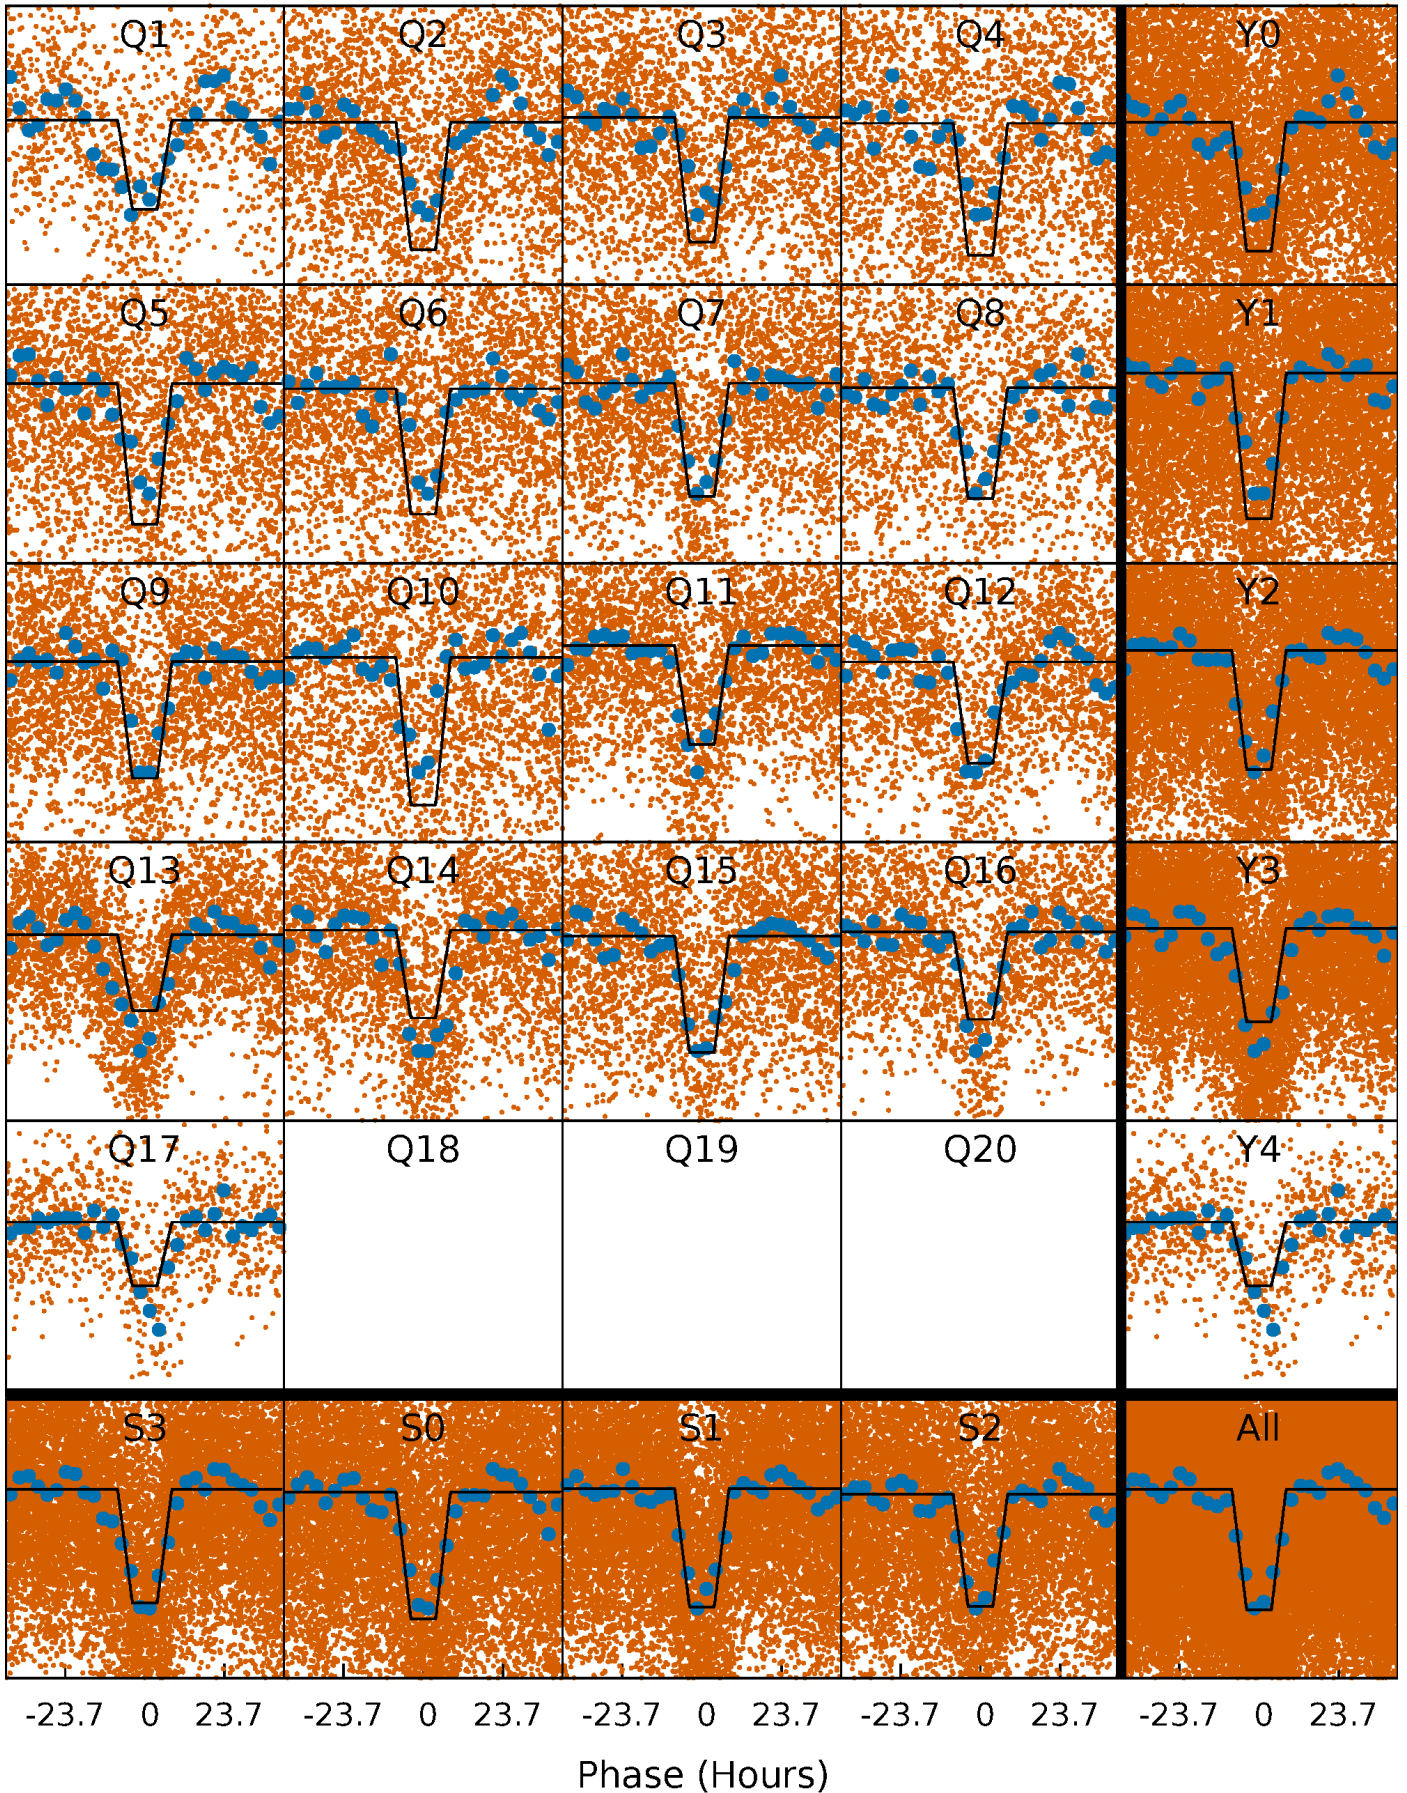 Q1 Q2 Q3 Q4 Y0
Q5 Q6 Q7 Q8 Y1
Q9 Q10 Q11 Q12 Y2
Q13 Q14 Q15 Q16 Y3
Q17 Q18 Q19 Q20 Y4
S3 S0 S1 S2 All
-23.7 0 23.7 -23.7 0 23.7 -23.7 0 23.7 -23.7 0 23.7 -23.7 0 23.7
Phase (Hours)